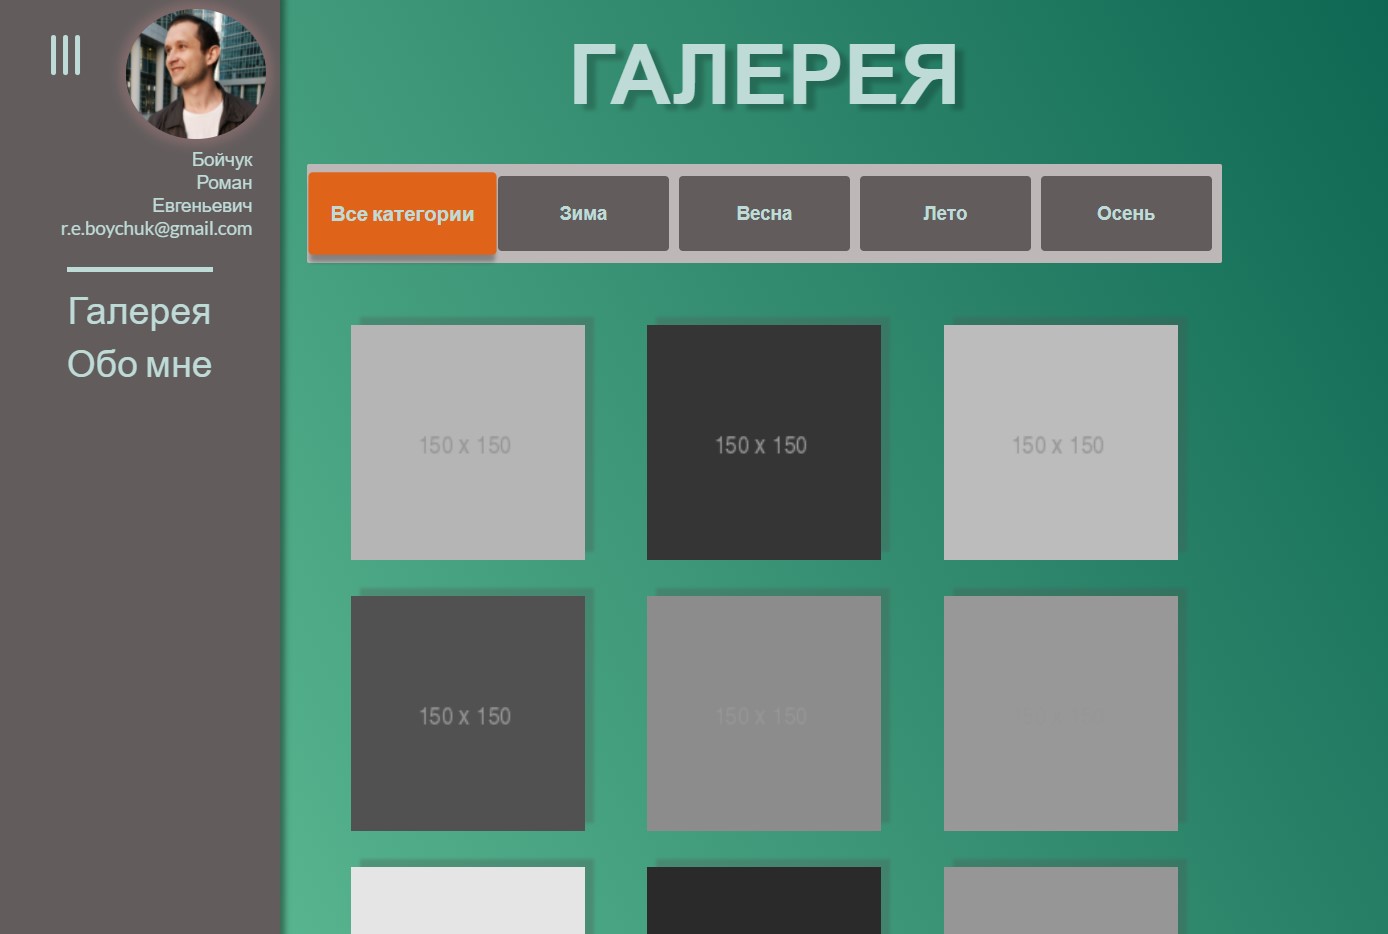 ГАЛЕРЕЯ
Бойчук
Роман
Евгеньевич
r.e.boychuk@gmail.com
Галерея
Обо мне
Все категории
Зима
Весна
Лето
Осень
150 x 150
150 x 150
150 x 150
150 x 150
150 x 150